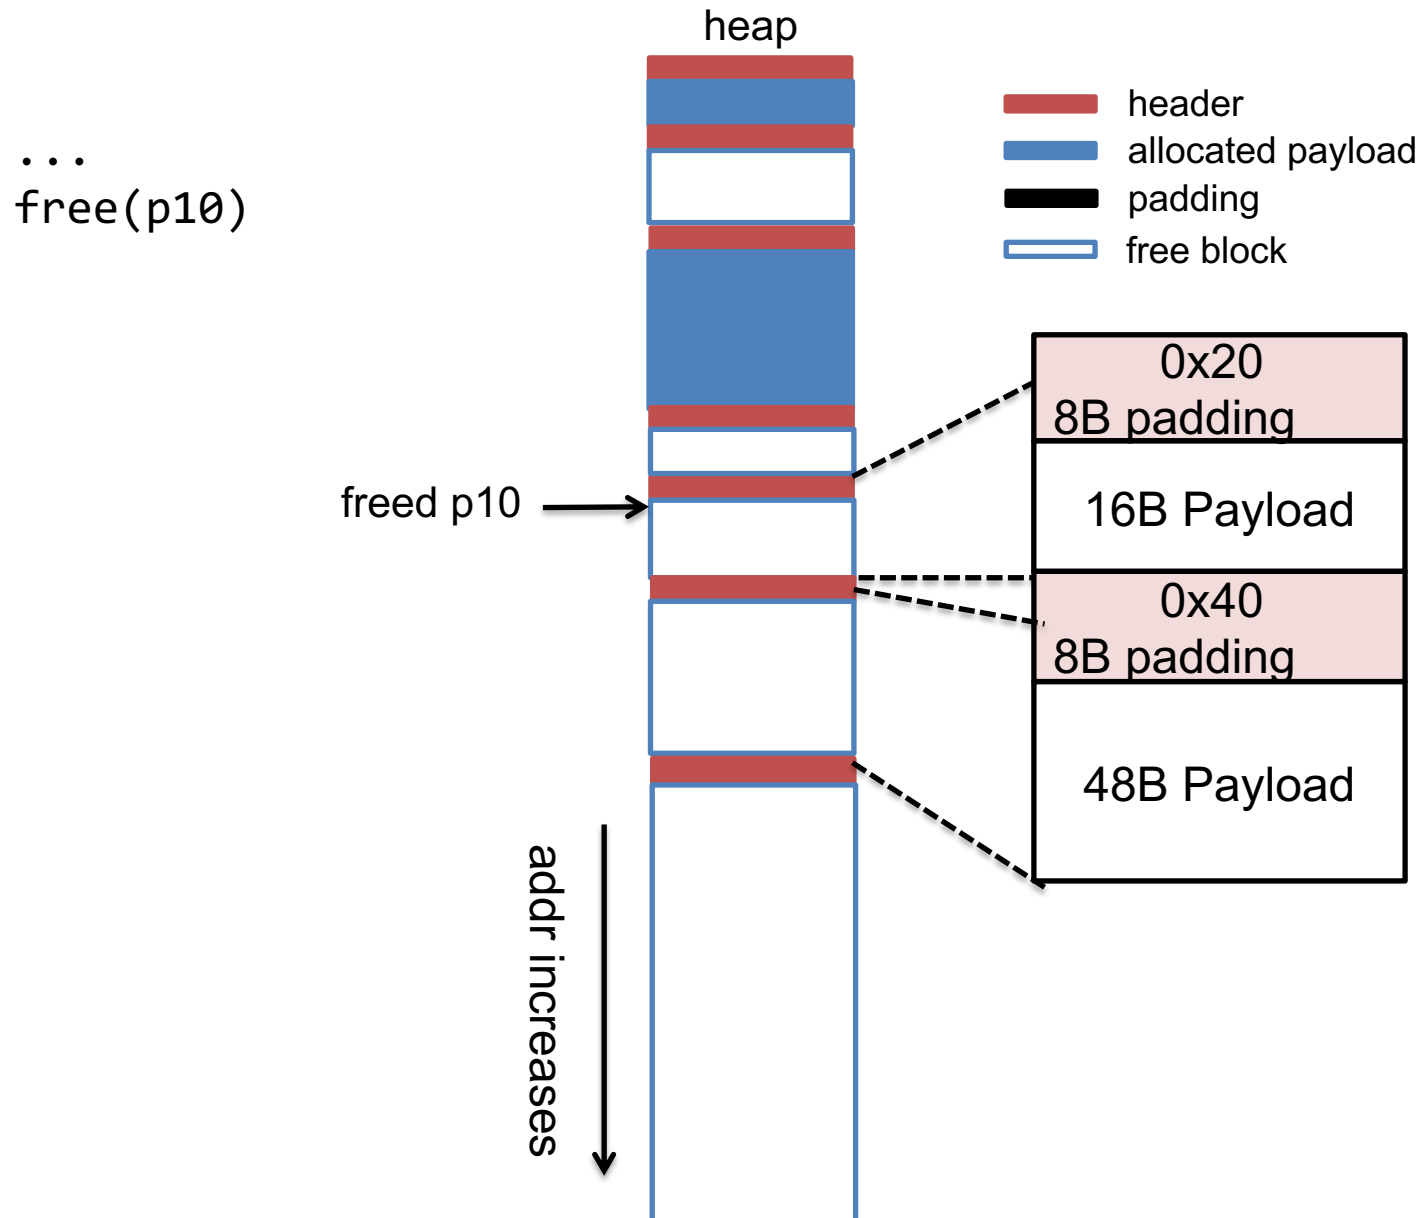 heap
...
free(p10)
header
allocated payload
padding
free block
0x20
8B padding
16B Payload
freed p10
0x40
8B padding
48B Payload
addr increases